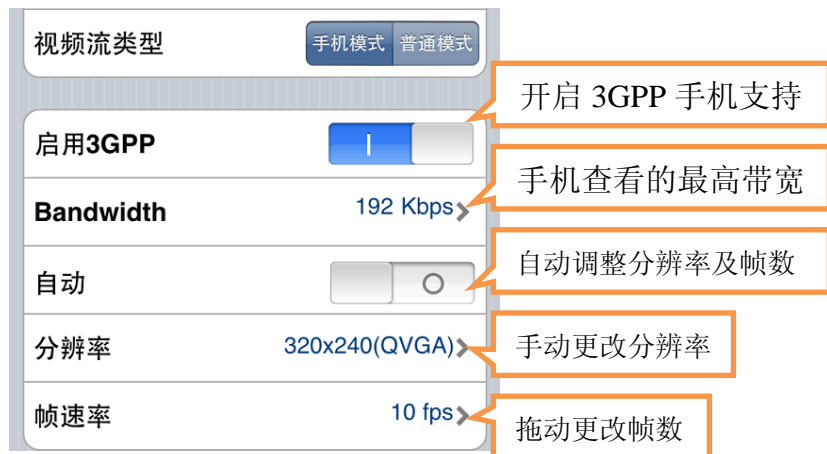 视频流类型
手机模式 普通模式
开启 3GPP 手机支持
启用3GPP
手机查看的最高带宽
Bandwidth 192 Kbps
自动调整分辨率及帧数
自动
分辨率 320x240(QVGA)
手动更改分辨率
帧速率 10 fps
拖动更改帧数